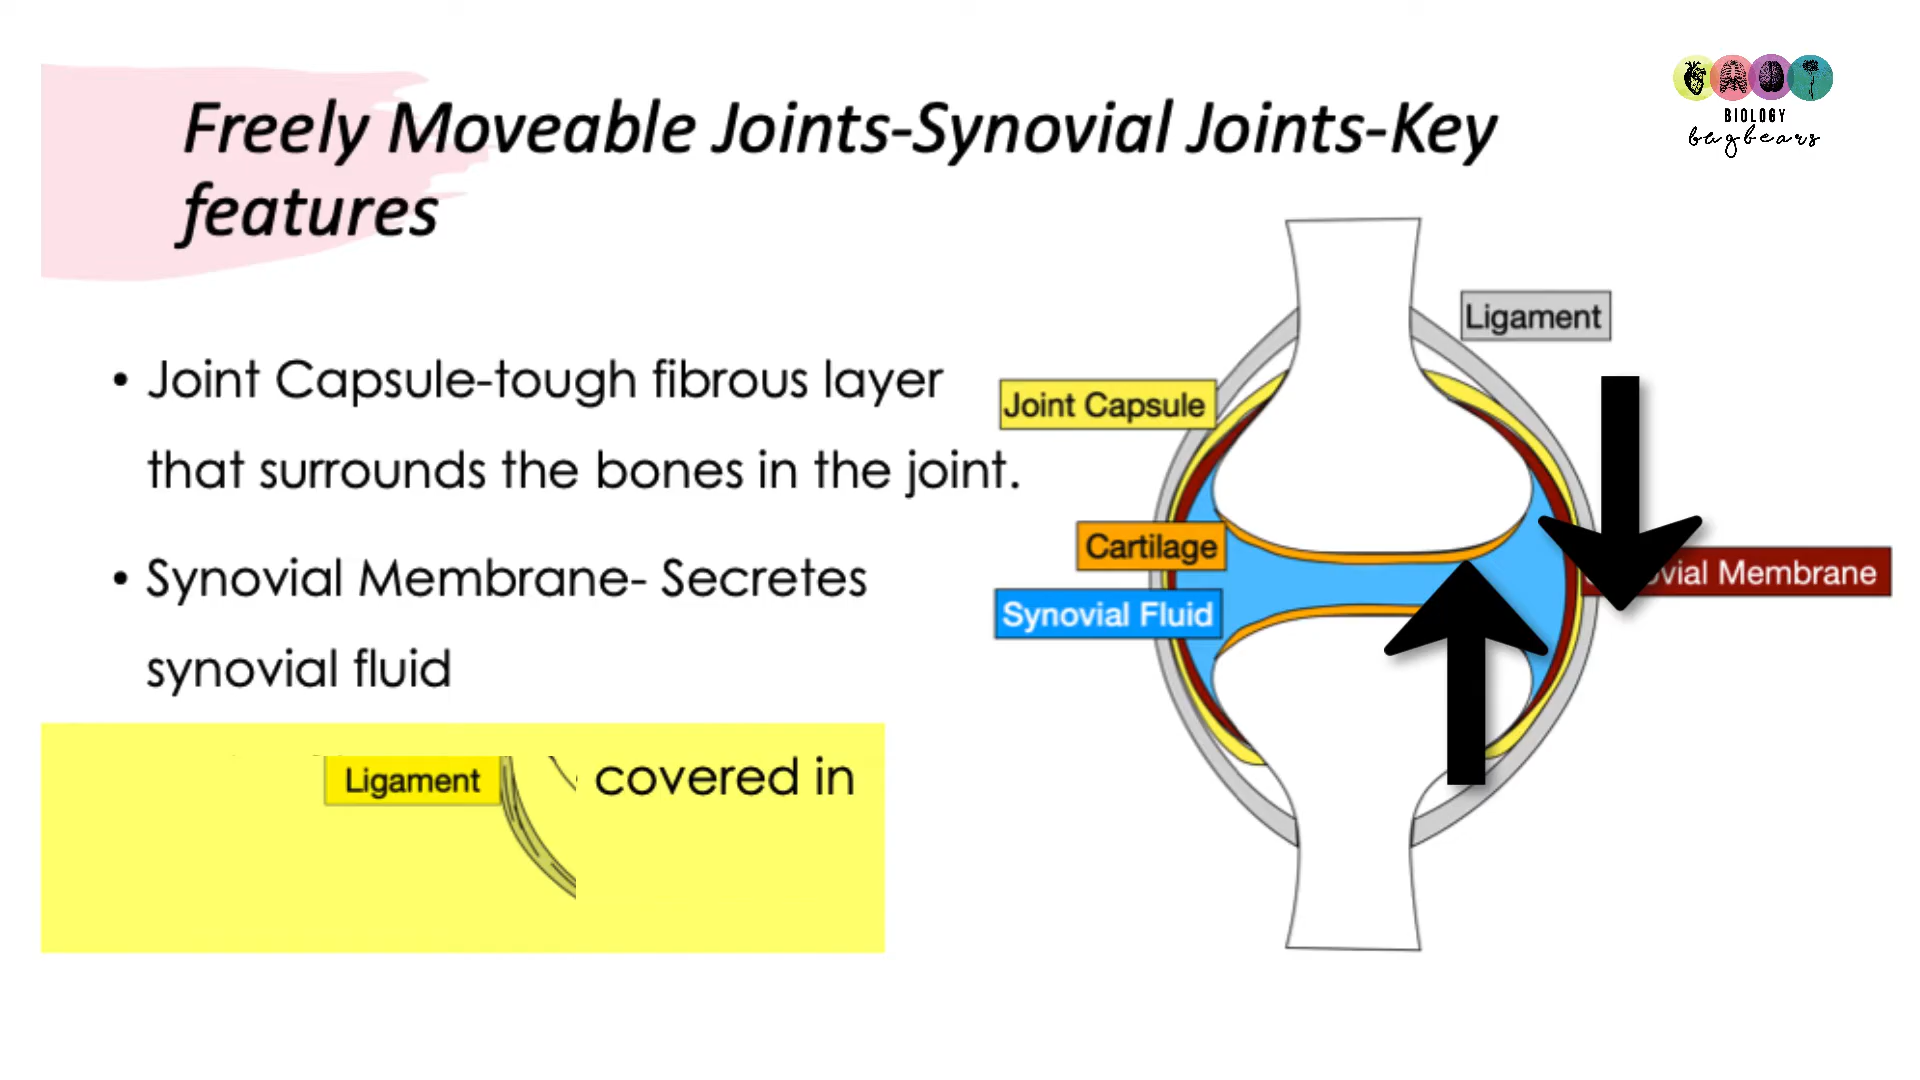 Freely Moveable Joints-Synovial Joints-Key
features
BIOLOGY
bugbears
• Joint Capsule-tough fibrous layer
that surrounds the bones in the joint.
• Synovial Membrane- Secretes
synovial fluid
Ligament
covered in
Ligament
Joint Capsule
Cartilage
Synovial Fluid
Membrane